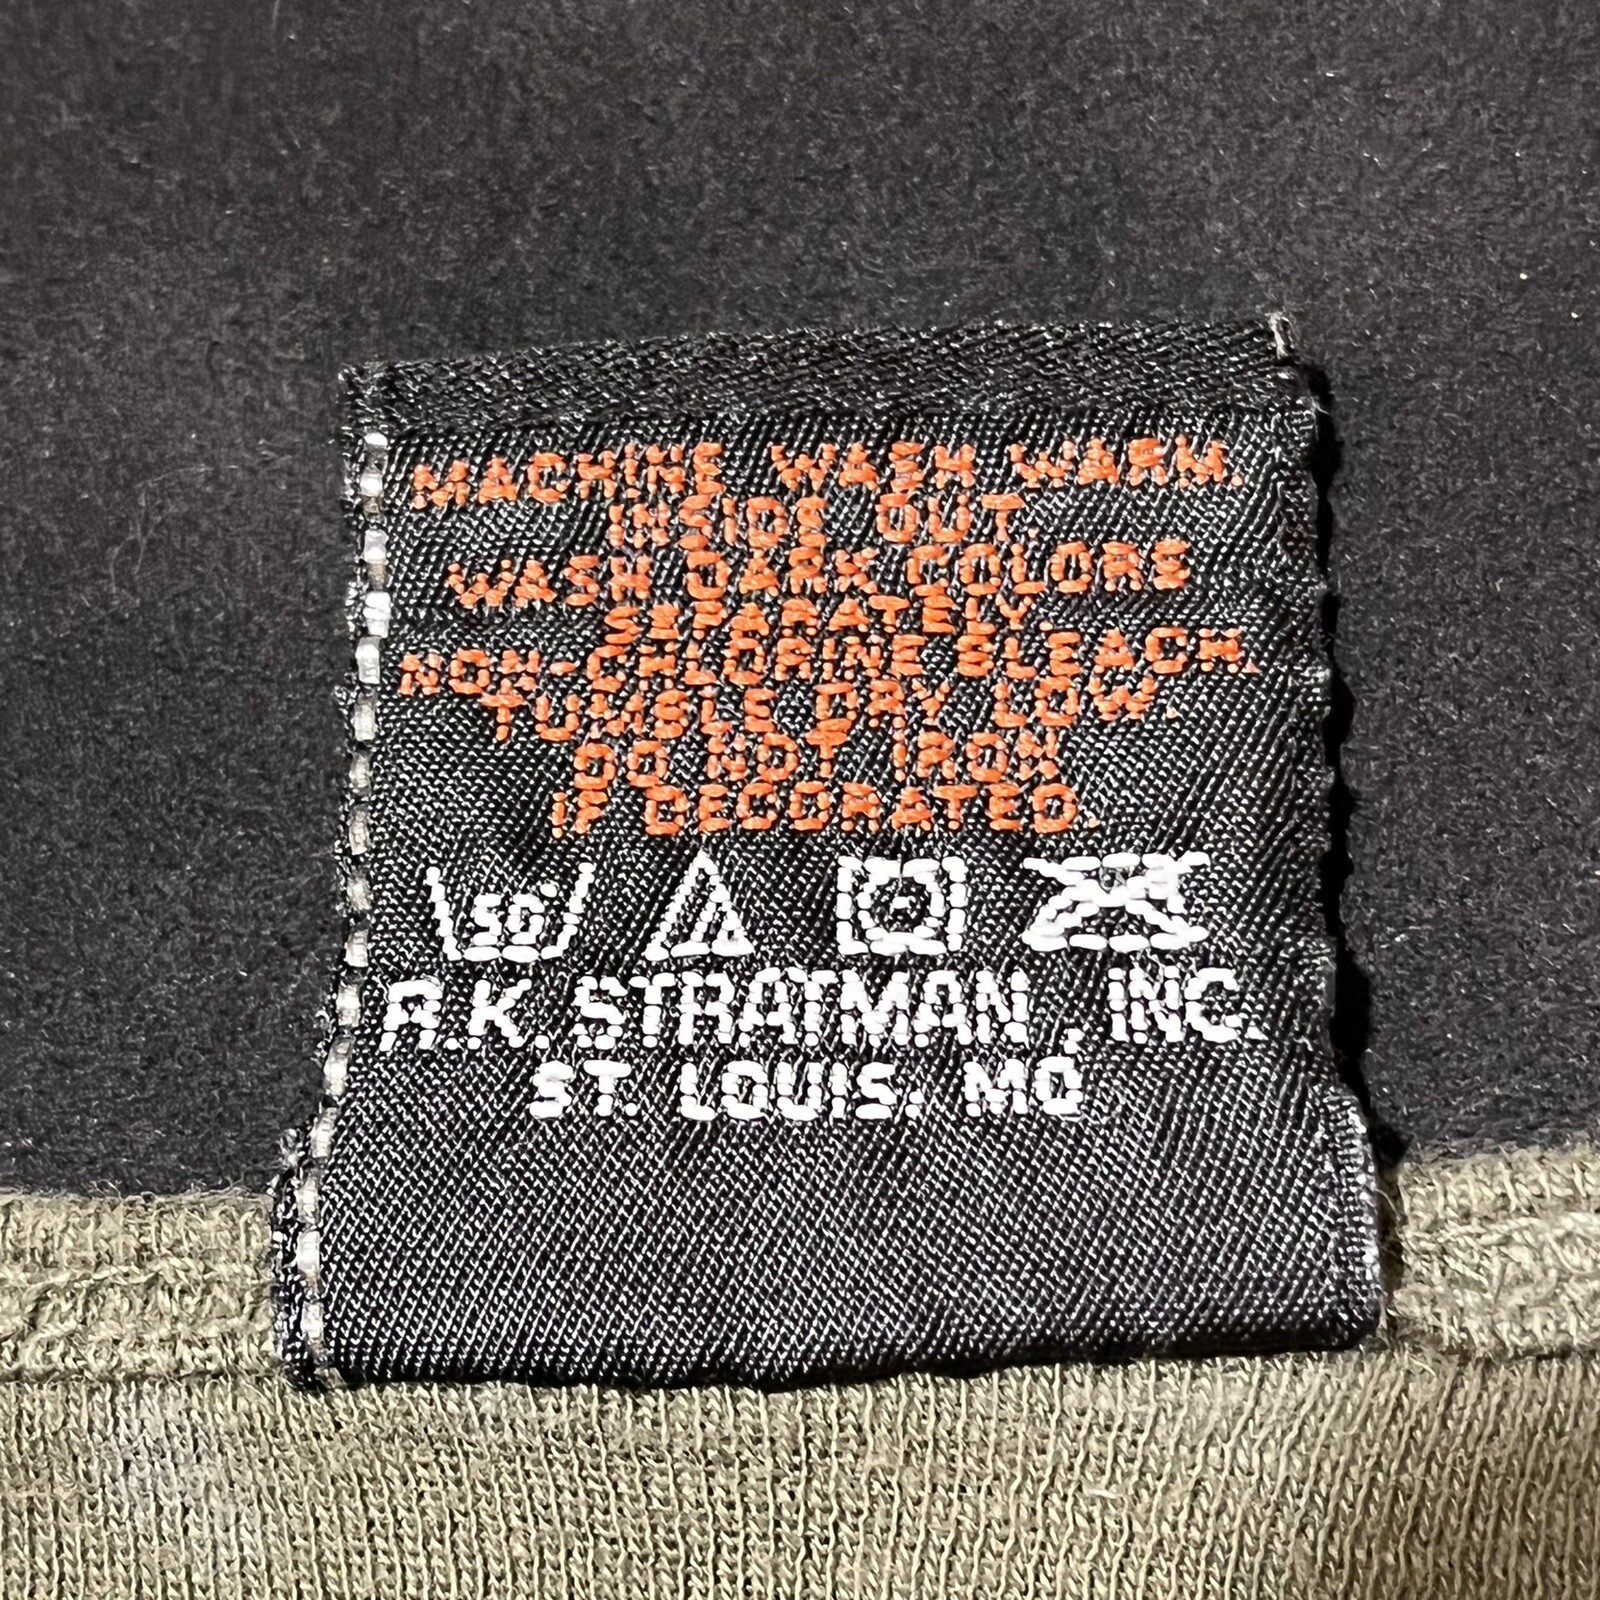 MACHINE WASH WARM.
INSIDE OUT.
WASH DARK COLORS
SEPARATELY.
NON-CHLORINE BLEACH.
TUMBLE DRY LOW.
DO NOT IRON
IF DECORATED.
50°
R.K. STRATMAN, INC.
ST. LOUIS, MO